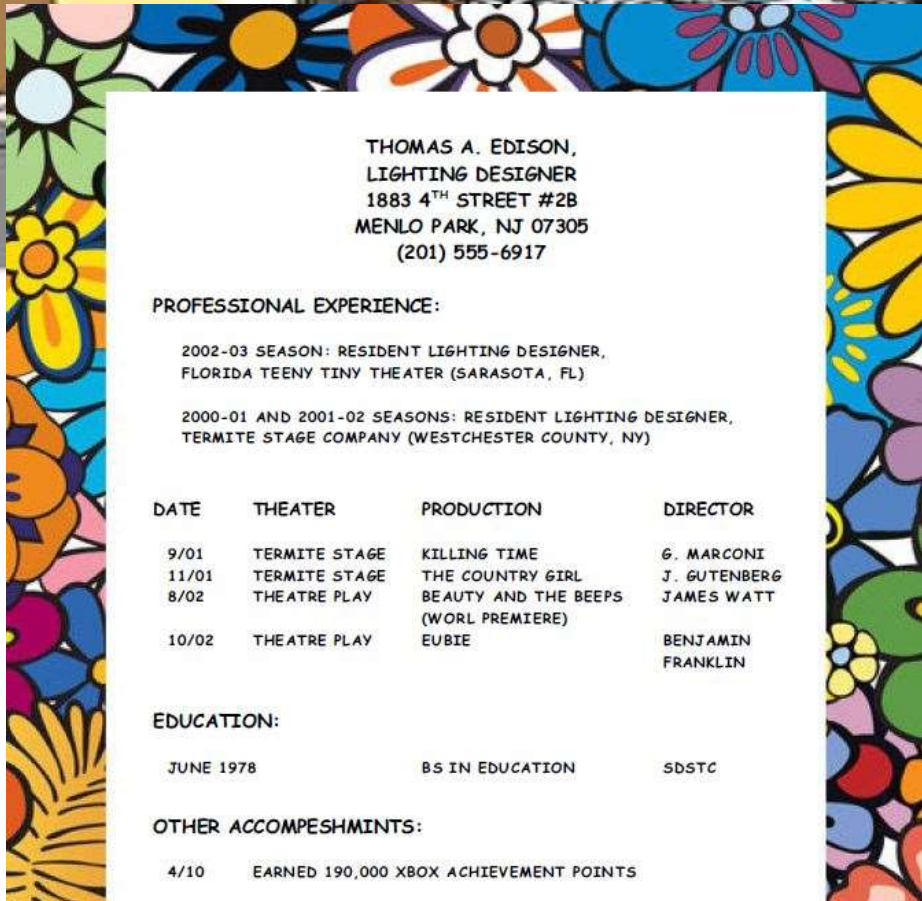 THOMAS A. EDISON,
LIGHTING DESIGNER
1883 4TH STREET #2B
MENLO PARK, NJ 07305
(201) 555-6917
PROFESSIONAL EXPERIENCE:
2002-03 SEASON: RESIDENT LIGHTING DESIGNER,
FLORIDA TEENY TINY THEATER (SARASOTA, FL)
2000-01 AND 2001-02 SEASONS: RESIDENT LIGHTING DESIGNER,
TERMITE STAGE COMPANY (WESTCHESTER COUNTY, NY)
DATE THEATER PRODUCTION DIRECTOR
9/01 TERMITE STAGE KILLING TIME G. MARCONI
11/01 TERMITE STAGE THE COUNTRY GIRL J. GUTENBERG
8/02 THEATRE PLAY BEAUTY AND THE BEEPS JAMES WATT
(WORL PREMIERE)
10/02 THEATRE PLAY EUBIE BENJAMIN
FRANKLIN
EDUCATION:
JUNE 1978 BS IN EDUCATION SDSTC
OTHER ACCOMPESHMINTS:
4/10 EARNED 190,000 XBOX ACHIEVEMENT POINTS